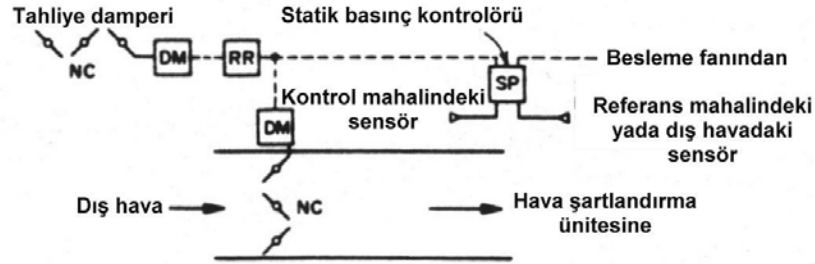 Tahliye damperi
Statik basınç kontrolörü
NC
DM
RR
Besleme fanından
SP
Kontrol mahalindeki
sensör
Referans mahalindeki
yada dış havadaki
sensör
DM
Dış hava
NC
Hava şartlandırma
ünitesine